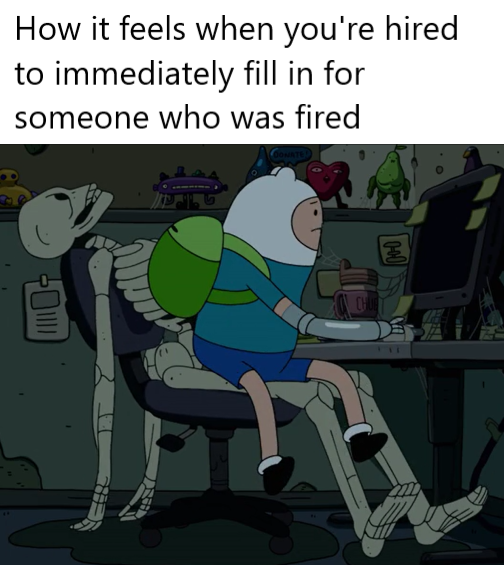 How it feels when you're hired
to immediately fill in for
someone who was fired